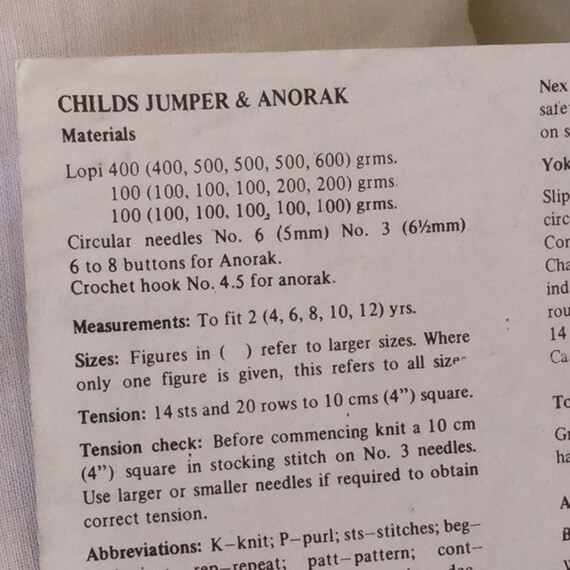 CHILDS JUMPER & ANORAK
Materials
Lopi 400 (400, 500, 500, 500, 600) grms.
100 (100, 100, 100, 200, 200) grms.
100 (100, 100, 100, 100, 100) grms.
Circular needles No. 6 (5mm) No. 3 (6½mm)
6 to 8 buttons for Anorak.
Crochet hook No. 4.5 for anorak.
Measurements: To fit 2 (4, 6, 8, 10, 12) yrs.
Sizes: Figures in ( ) refer to larger sizes. Where
only one figure is given, this refers to all size
Tension: 14 sts and 20 rows to 10 cms (4”) square.
Tension check: Before commencing knit a 10 cm
(4”) square in stocking stitch on No. 3 needles.
Use larger or smaller needles if required to obtain
correct tension.
Abbreviations: K—knit; P—purl; sts—stitches; beg—
rep—repeat; patt—pattern; cont—
Nex
safe
on s
Yok
Slip
circ
Cor
Cha
ind
rou
14
Ca
To
Gr
ha
A
B